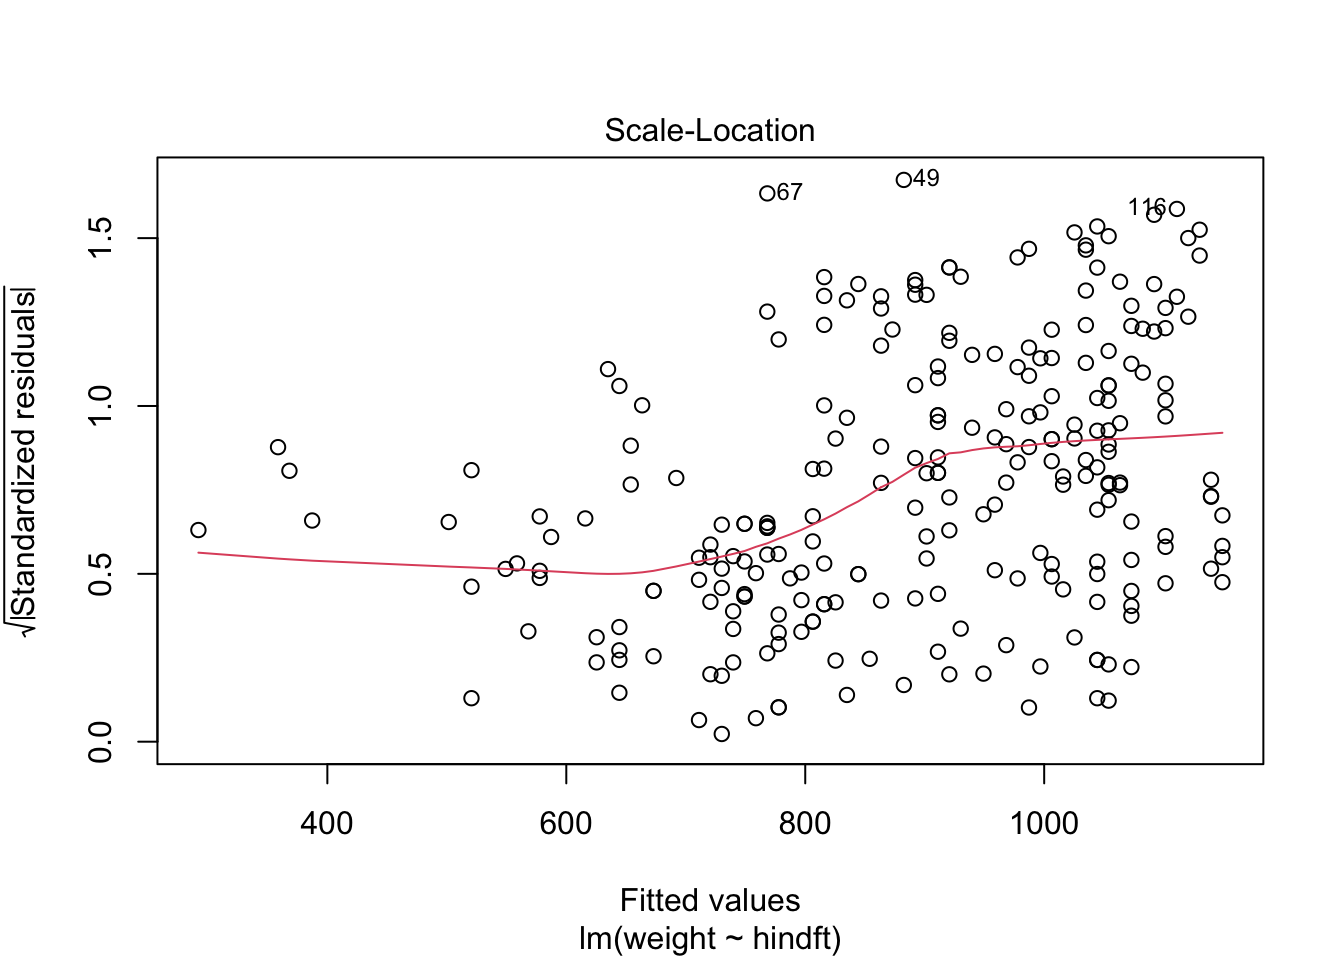 Scale-Location
67
49
116
√|Standardized residuals|
0.0
0.5
1.0
1.5
400
600
800
1000
Fitted values
lm(weight ~ hindft)